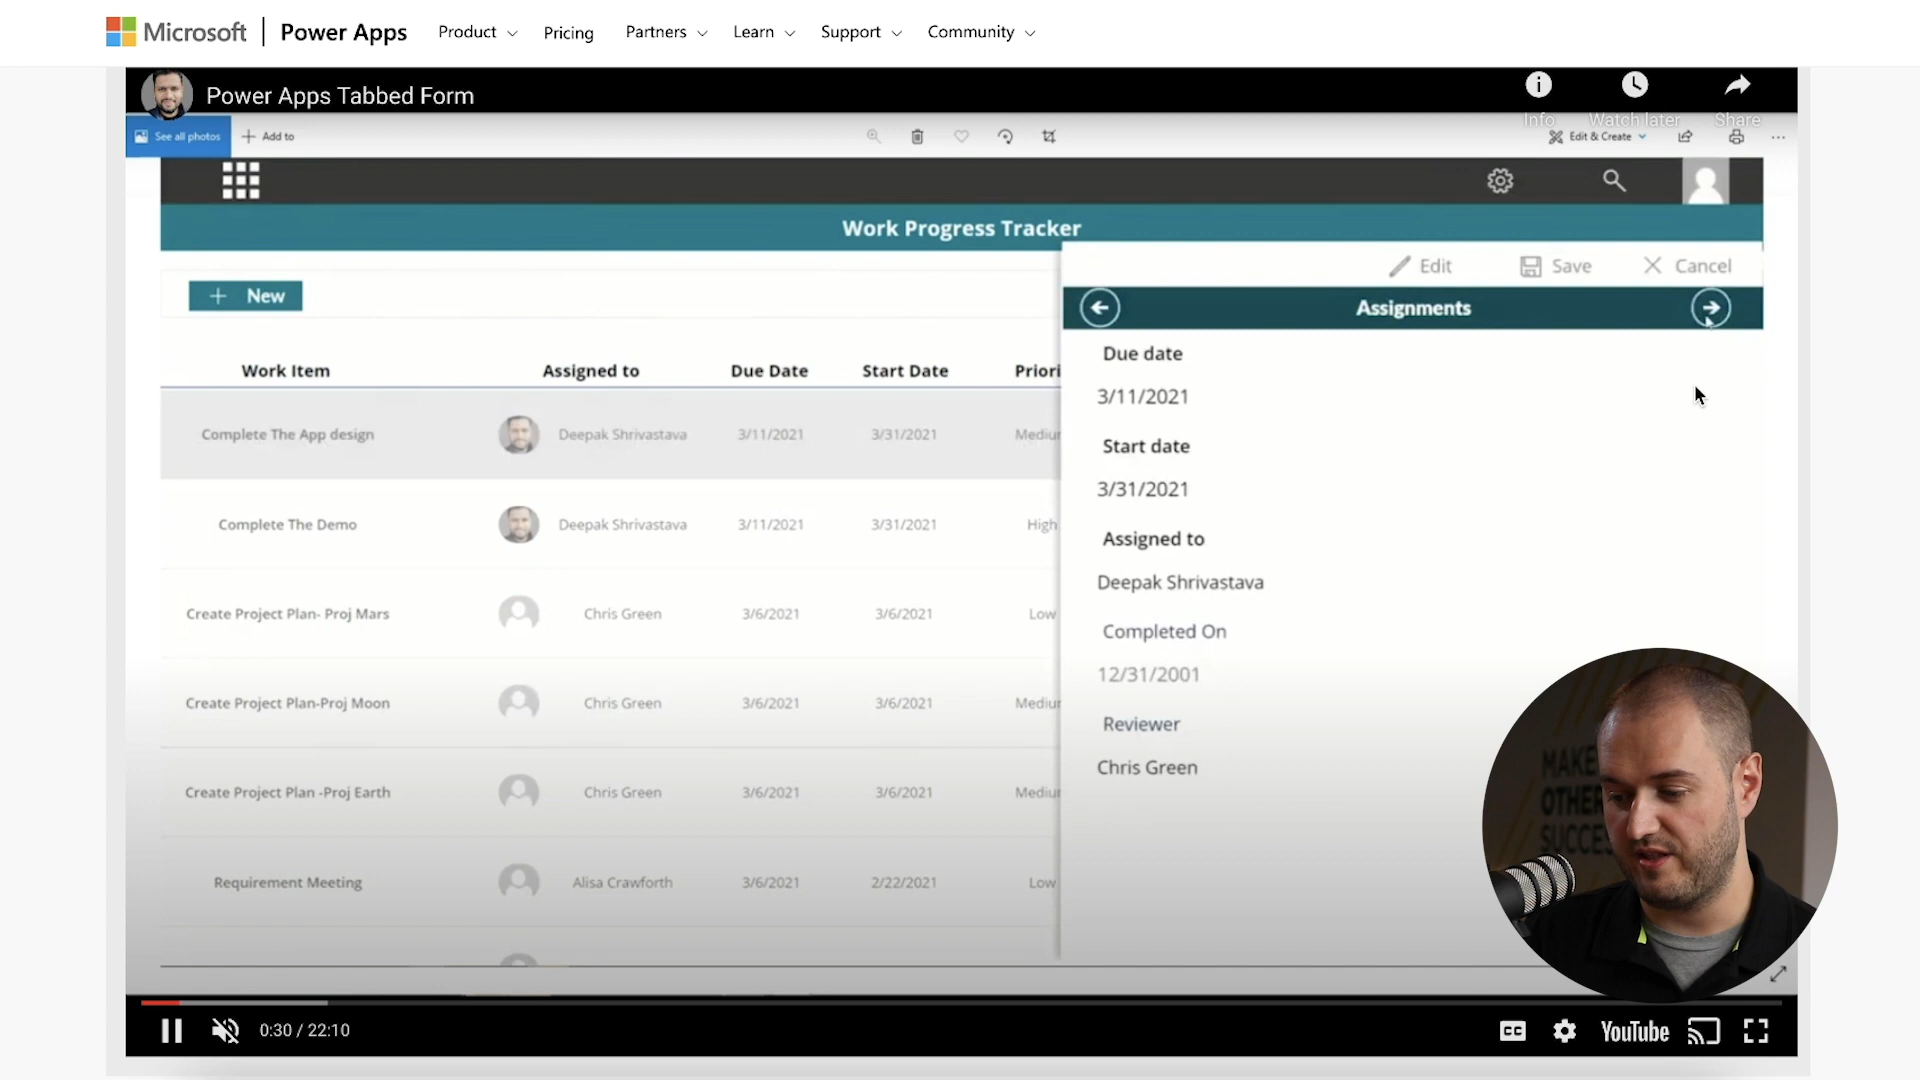 Microsoft | Power Apps Product Pricing Partners Learn Support Community
Power Apps Tabbed Form
Info Watch later Share
See all photos + Add to Edit & Create
Work Progress Tracker
Edit Save Cancel
+ New
Assignments
Work Item Assigned to Due Date Start Date Priori
Due date
3/11/2021
Start date
3/31/2021
Assigned to
Deepak Shrivastava
Completed On
12/31/2001
Reviewer
Chris Green
Complete The App design Deepak Shrivastava 3/11/2021 3/31/2021 Mediur
Complete The Demo Deepak Shrivastava 3/11/2021 3/31/2021 High
Create Project Plan- Proj Mars Chris Green 3/6/2021 3/6/2021 Low
Create Project Plan-Proj Moon Chris Green 3/6/2021 3/6/2021 Mediur
Create Project Plan -Proj Earth Chris Green 3/6/2021 3/6/2021 Mediur
Requirement Meeting Alisa Crawforth 3/6/2021 2/22/2021 Low
MAKE
OTHER
SUCCE
0:30 / 22:10
CC YouTube